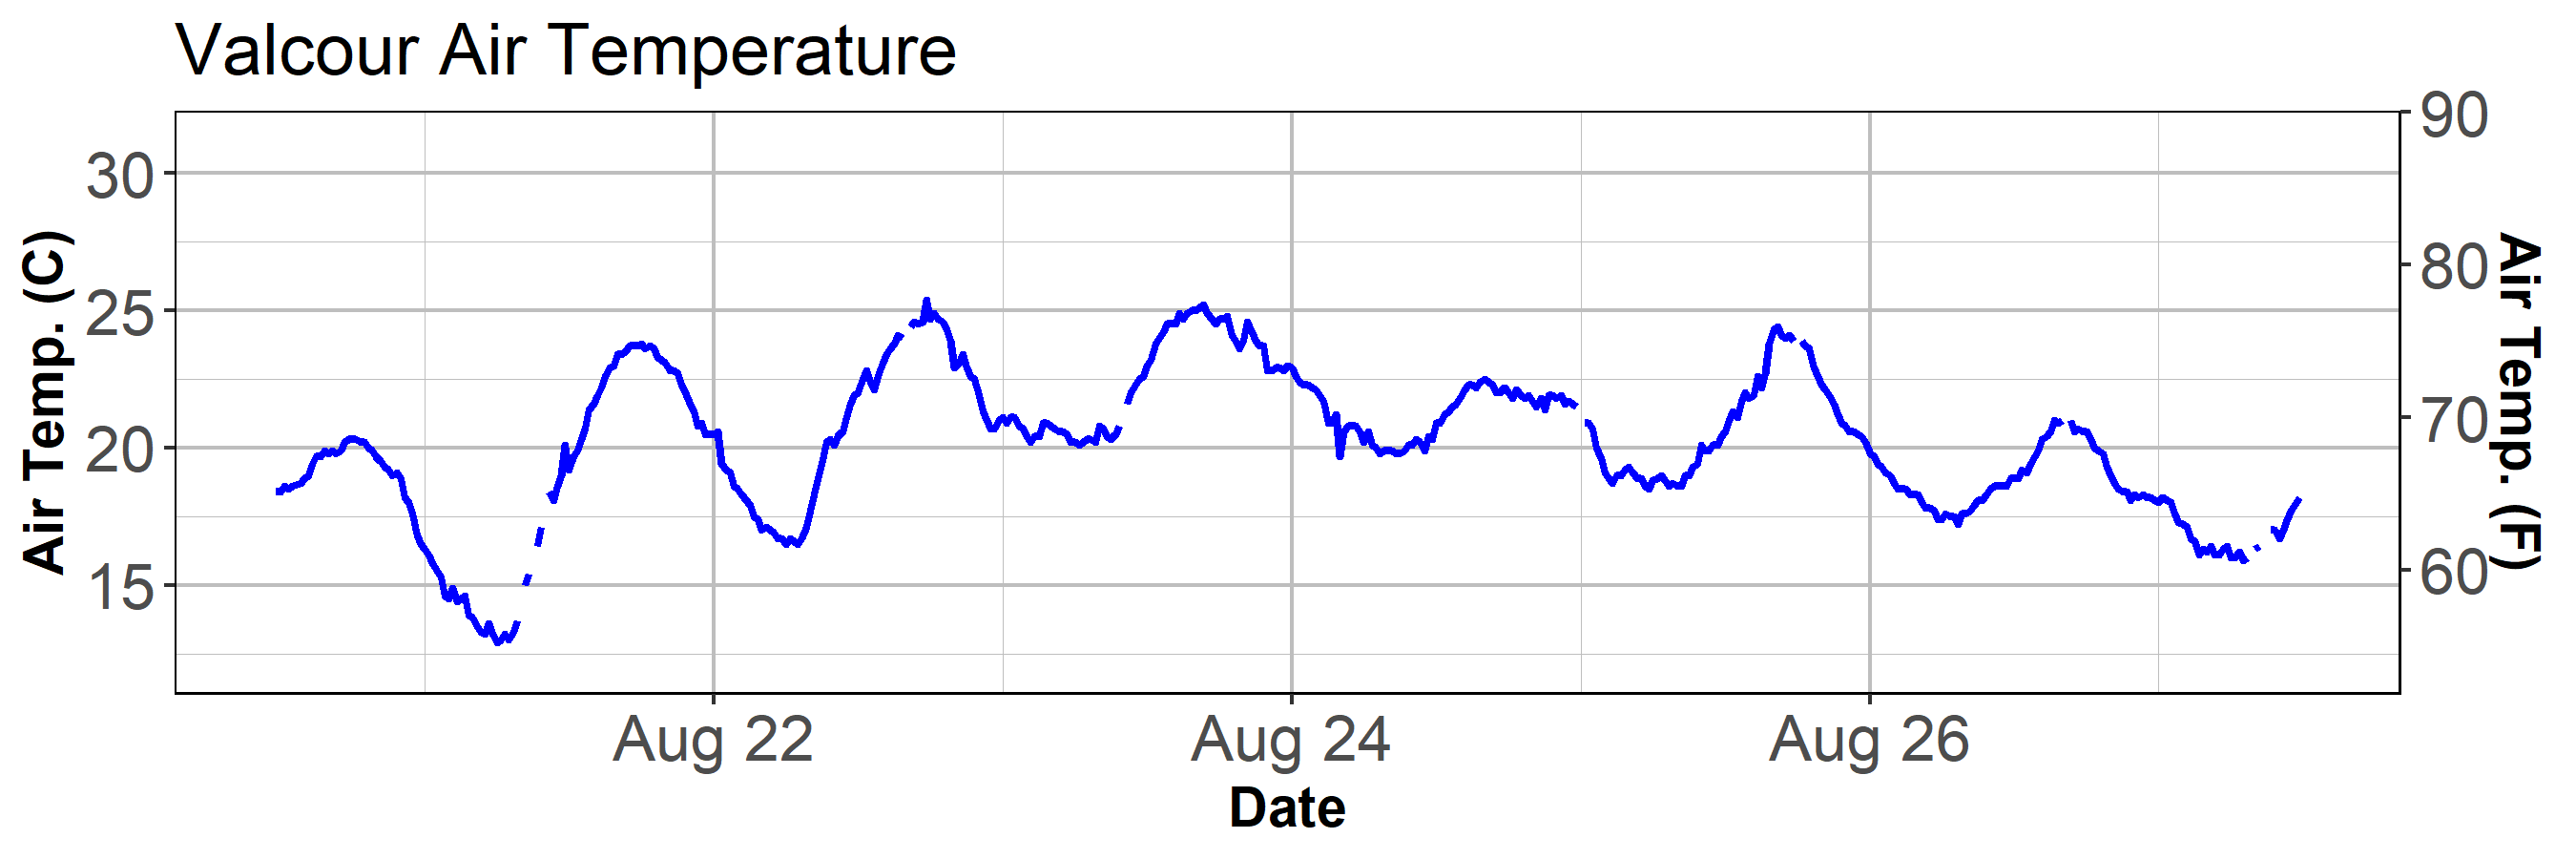 Valcour Air Temperature
Air Temp. (C)
30
25
20
15
90
80
70
60
Air Temp. (F)
Aug 22
Aug 24
Aug 26
Date